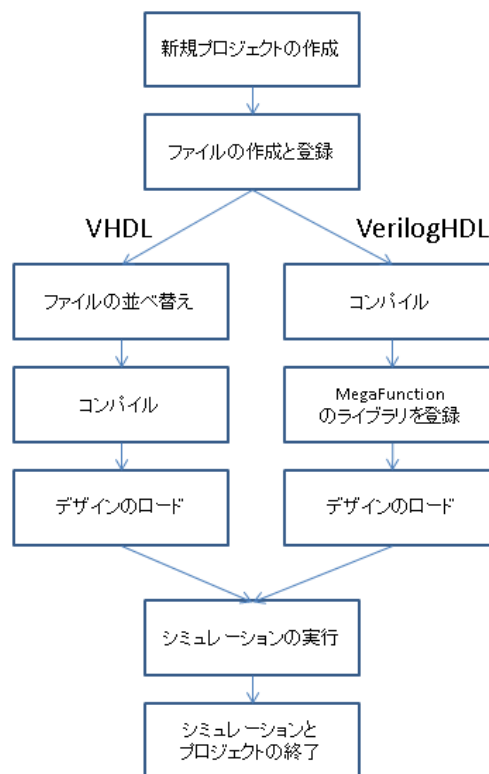 新規プロジェクトの作成
ファイルの作成と登録
VHDL
VerilogHDL
ファイルの並べ替え
コンパイル
コンパイル
MegaFunction
のライブラリを登録
デザインのロード
デザインのロード
シミュレーションの実行
シミュレーションと
プロジェクトの終了